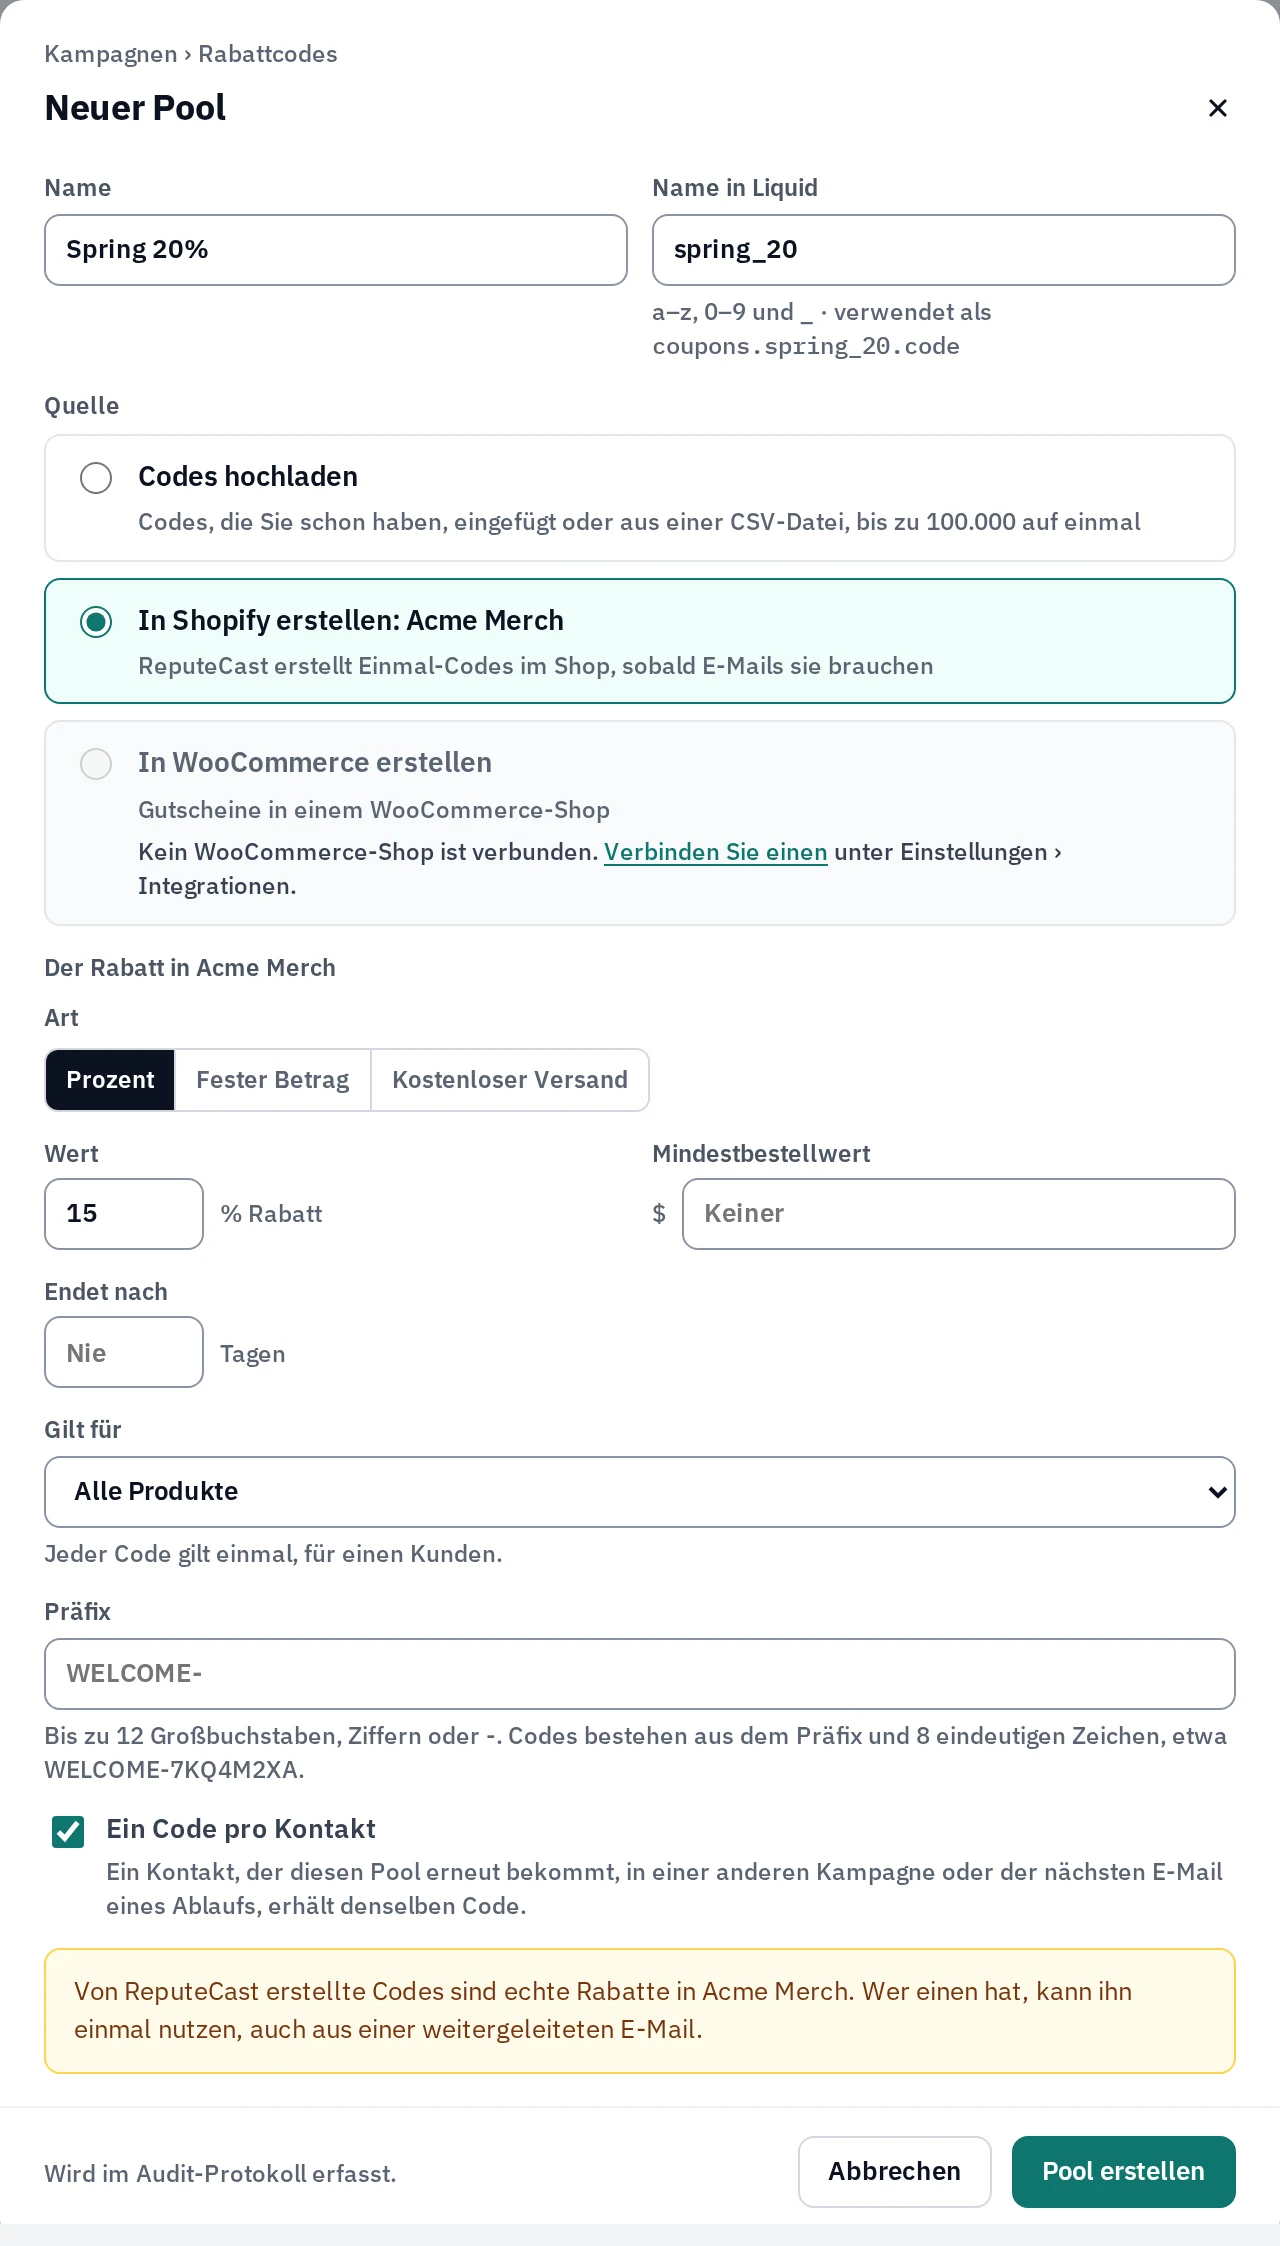 Kampagnen › Rabattcodes
Neuer Pool
Name
Name in Liquid
Spring 20%
spring_20
a–z, 0–9 und _ · verwendet als
coupons.spring_20.code
Quelle
Codes hochladen
Codes, die Sie schon haben, eingefügt oder aus einer CSV-Datei, bis zu 100.000 auf einmal
In Shopify erstellen: Acme Merch
ReputeCast erstellt Einmal-Codes im Shop, sobald E-Mails sie brauchen
In WooCommerce erstellen
Gutscheine in einem WooCommerce-Shop
Kein WooCommerce-Shop ist verbunden. Verbinden Sie einen unter Einstellungen ›
Integrationen.
Der Rabatt in Acme Merch
Art
Prozent
Fester Betrag
Kostenloser Versand
Wert
Mindestbestellwert
15
% Rabatt
$
Keiner
Endet nach
Nie
Tagen
Gilt für
Alle Produkte
Jeder Code gilt einmal, für einen Kunden.
Präfix
WELCOME-
Bis zu 12 Großbuchstaben, Ziffern oder -. Codes bestehen aus dem Präfix und 8 eindeutigen Zeichen, etwa
WELCOME-7KQ4M2XA.
Ein Code pro Kontakt
Ein Kontakt, der diesen Pool erneut bekommt, in einer anderen Kampagne oder der nächsten E-Mail
eines Ablaufs, erhält denselben Code.
Von ReputeCast erstellte Codes sind echte Rabatte in Acme Merch. Wer einen hat, kann ihn
einmal nutzen, auch aus einer weitergeleiteten E-Mail.
Wird im Audit-Protokoll erfasst.
Abbrechen
Pool erstellen